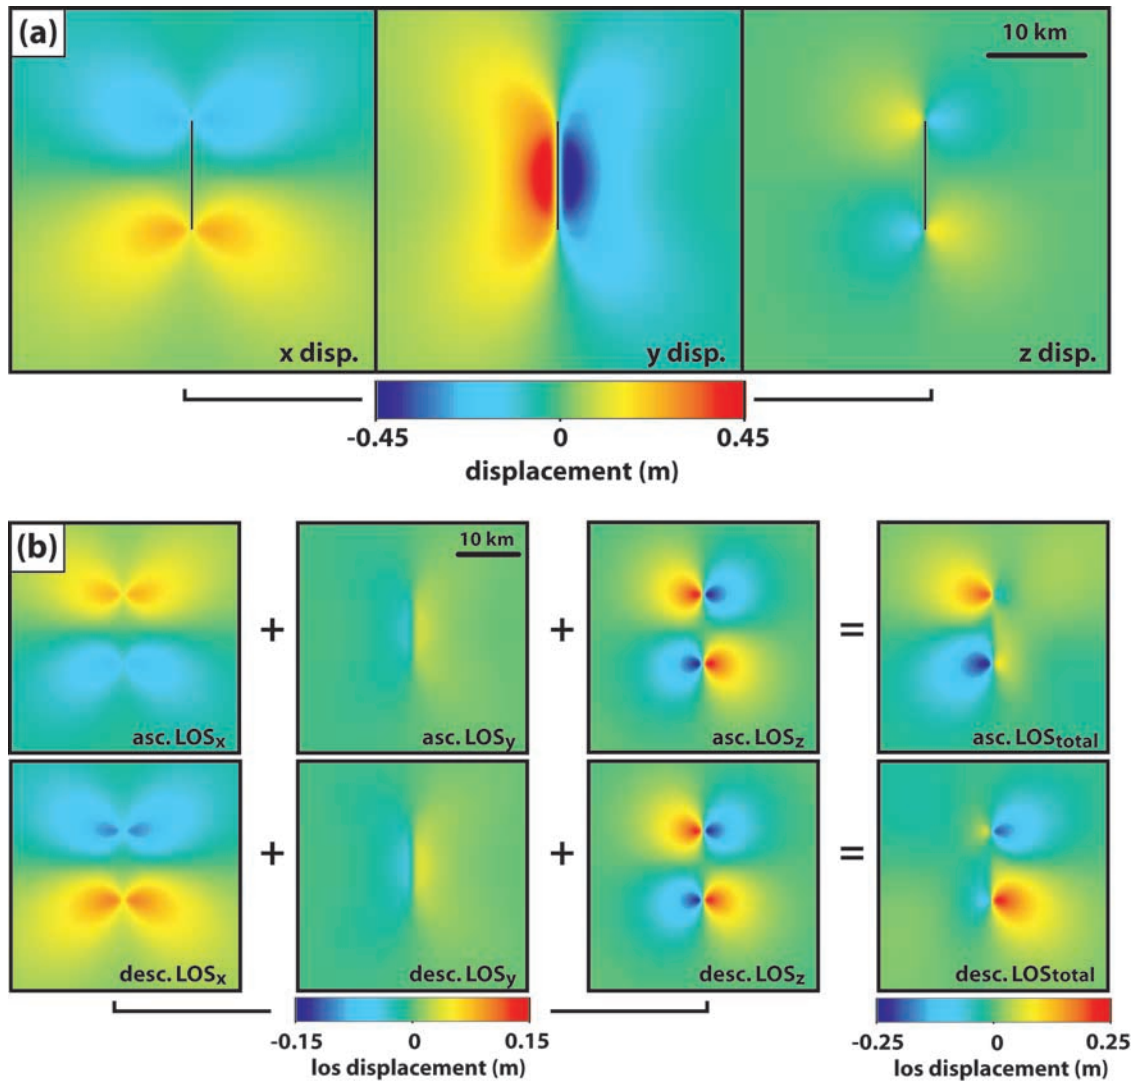 (a)
10 km
x disp.
y disp.
z disp.
-0.45
0
0.45
displacement (m)
(b)
10 km
+
+
=
asc. LOSx
asc. LOSy
asc. LOSz
asc. LOStotal
+
+
=
desc. LOSx
desc. LOSy
desc. LOSz
desc. LOStotal
-0.15
0
0.15
-0.25
0
0.25
los displacement (m)
los displacement (m)